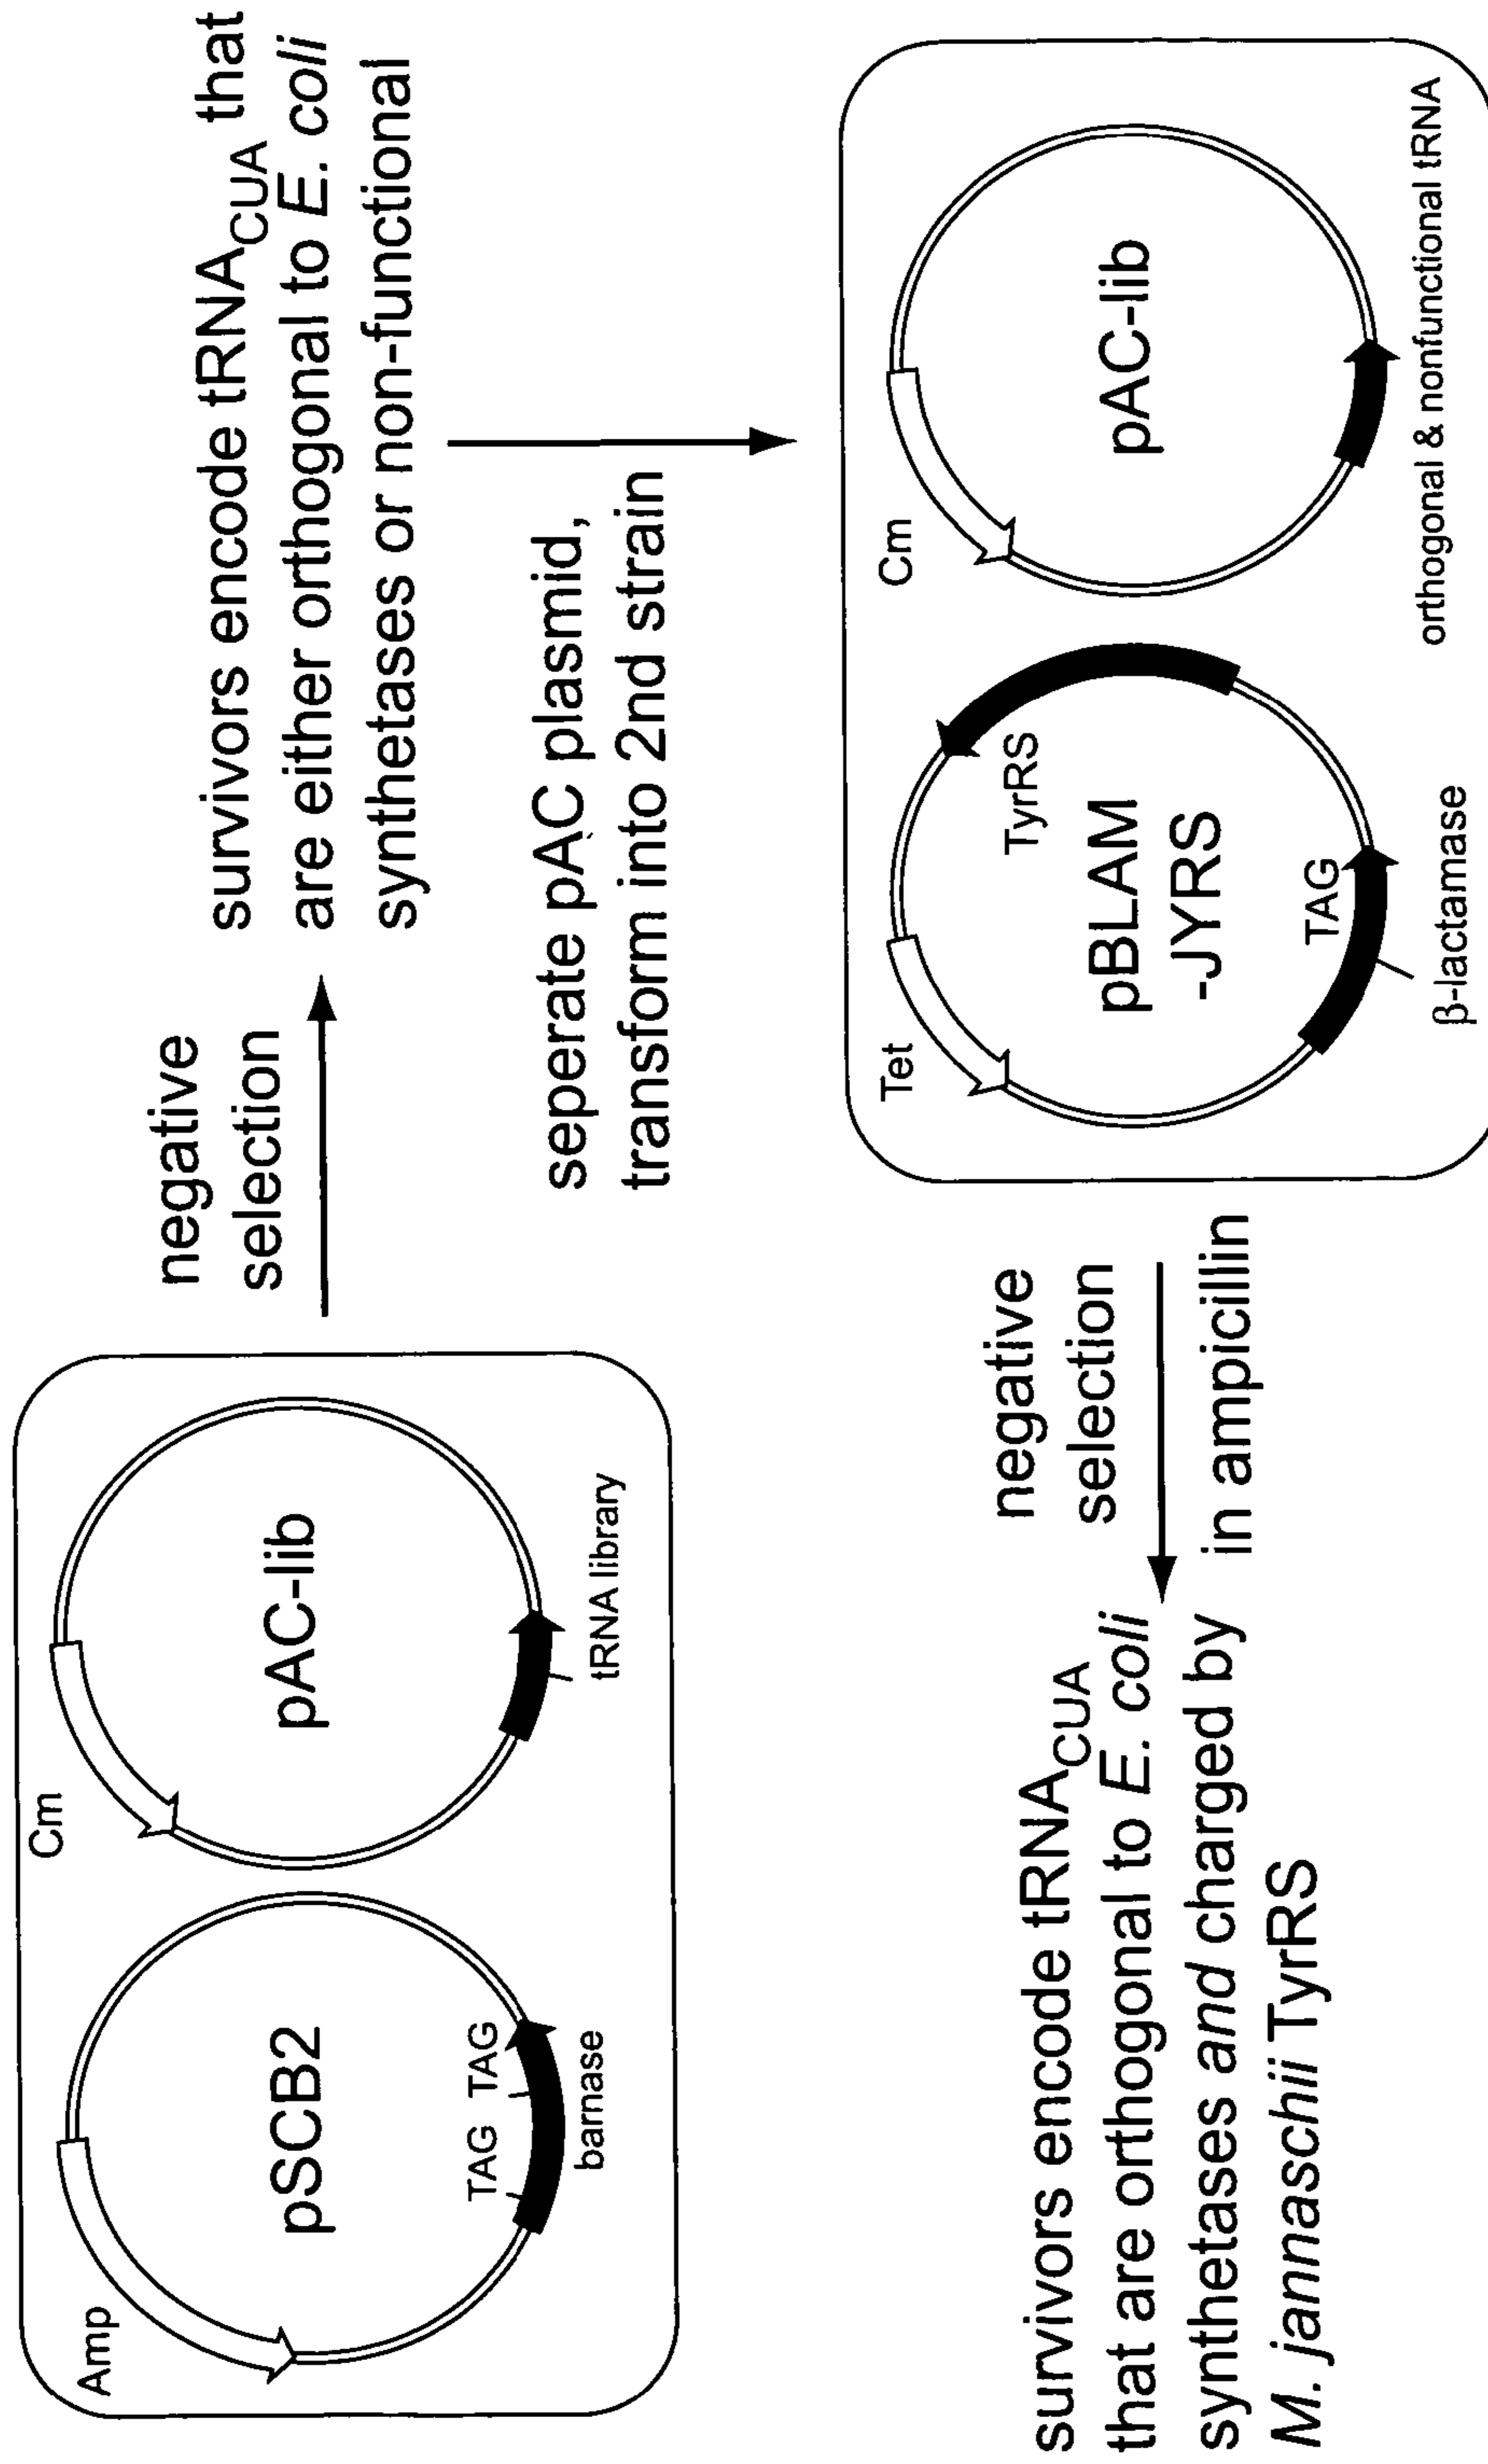 Amp
pSCB2
TAG TAG
barnase
Cm
pAC-lib
tRNA library
negative
selection
survivors encode tRNACUA that
are either orthogonal to E. coli
synthetases or non-functional
seperate pAC plasmid,
transform into 2nd strain
Tet
TyrRS
pBLAM
-JYRS
TAG
β-lactamase
Cm
pAC-lib
orthogonal & nonfunctional tRNA
negative
selection
in ampicillin
survivors encode tRNACUA
that are orthogonal to E. coli
synthetases and charged by
M. jannaschii TyrRS